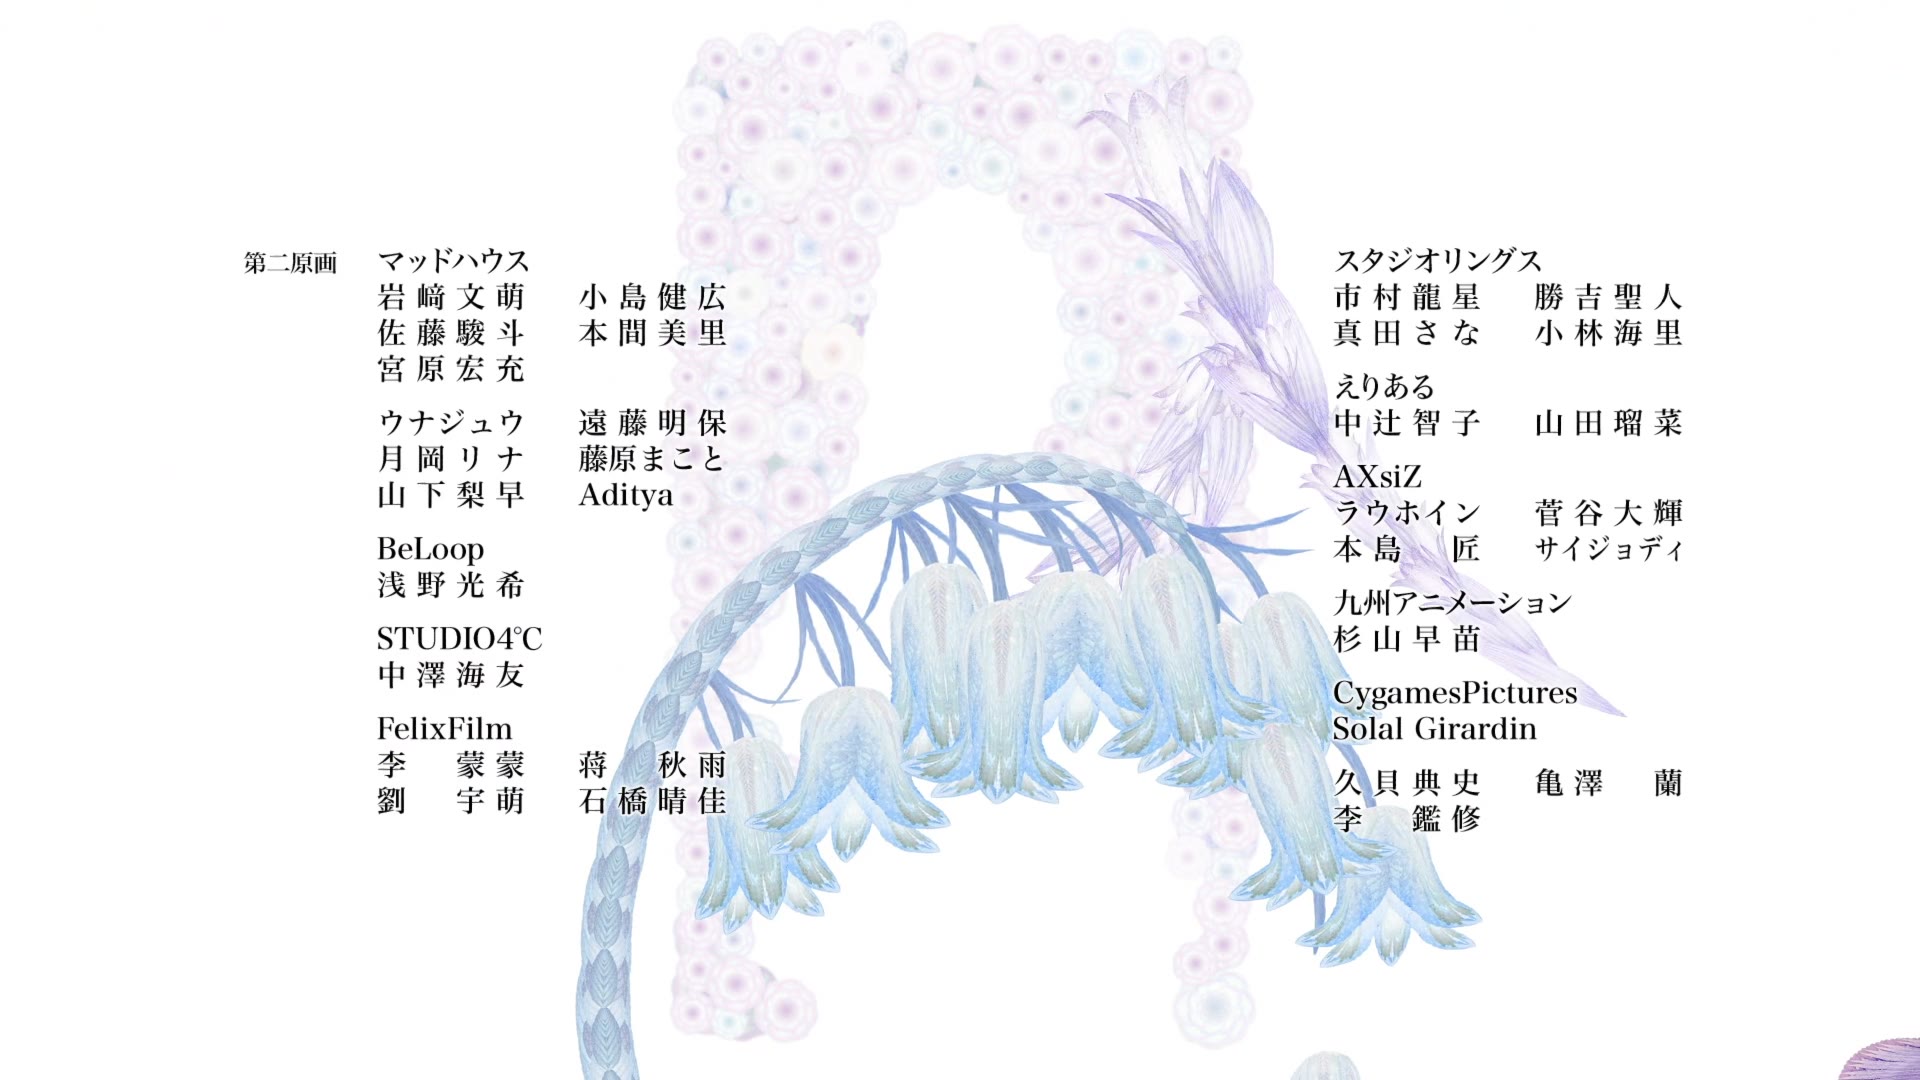 第二原画 マッドハウス
岩﨑文萌 小島健広
佐藤駿斗 本間美里
宮原宏充
ウナジュウ 遠藤明保
月岡リナ 藤原まこと
山下梨早 Aditya
BeLoop
浅野光希
STUDIO4℃
中澤海友
FelixFilm
李 蒙蒙 蒋 秋雨
劉 宇萌 石橋晴佳
スタジオリングス
市村龍星 勝吉聖人
真田さな 小林海里
えりある
中辻智子 山田瑠菜
AXsiZ
ラウホイン 菅谷大輝
本島 匠 サイジョディ
九州アニメーション
杉山早苗
CygamesPictures
Solal Girardin
久貝典史 亀澤 蘭
李 鑑修